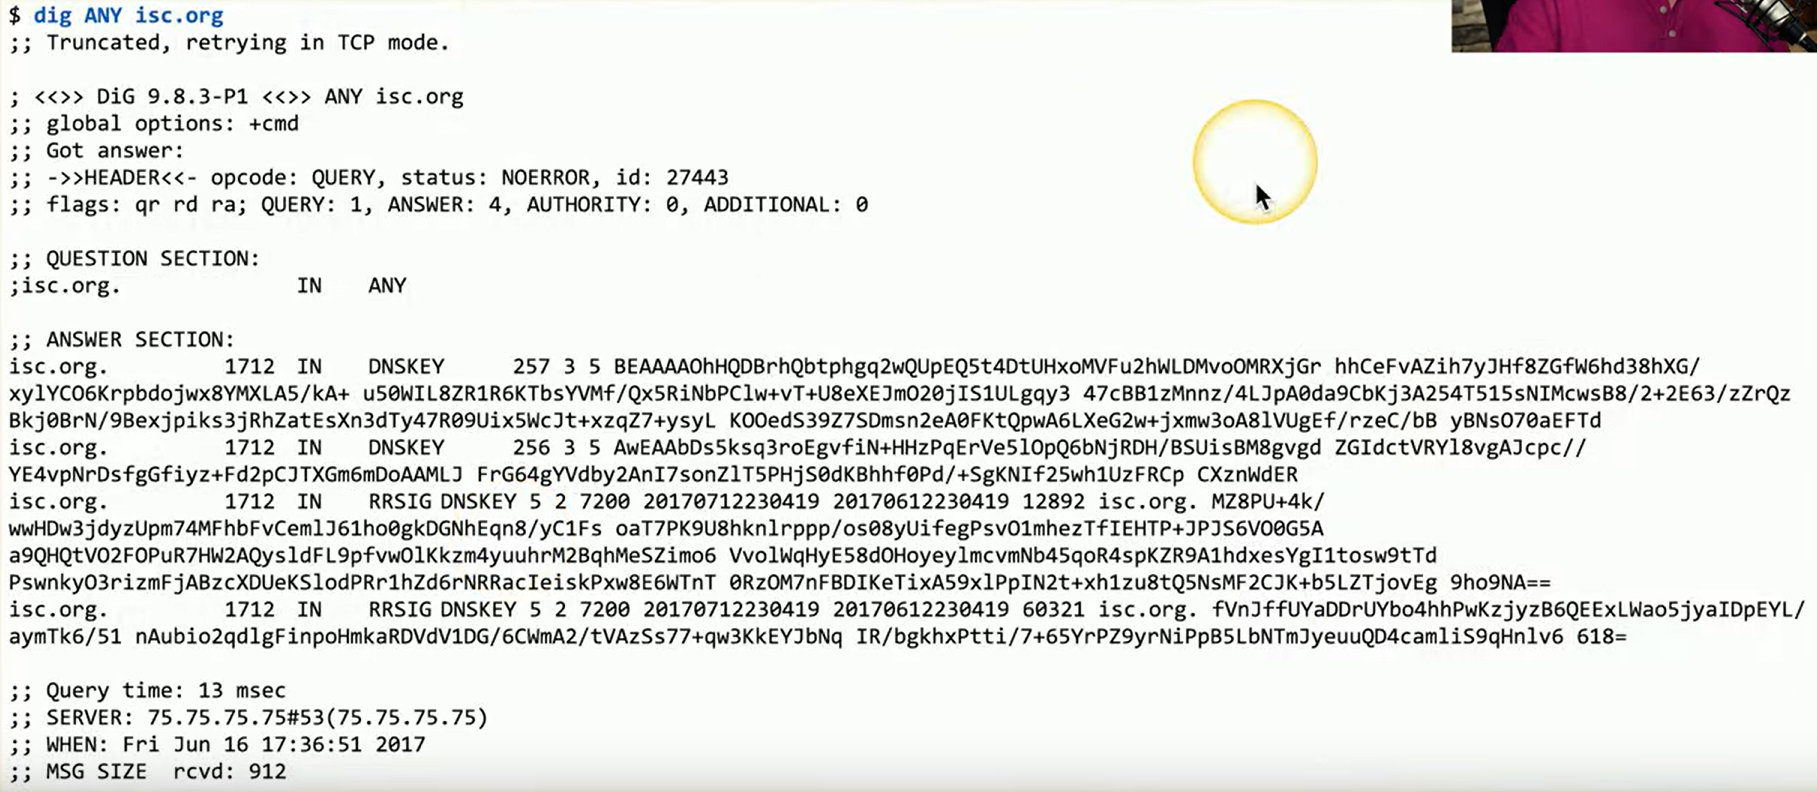 $ dig ANY isc.org
;; Truncated, retrying in TCP mode.
; <<>> DiG 9.8.3-P1 <<>> ANY isc.org
;; global options: +cmd
;; Got answer:
;; ->>HEADER<<- opcode: QUERY, status: NOERROR, id: 27443
;; flags: qr rd ra; QUERY: 1, ANSWER: 4, AUTHORITY: 0, ADDITIONAL: 0
;; QUESTION SECTION:
;isc.org. IN ANY
;; ANSWER SECTION:
isc.org. 1712 IN DNSKEY 257 3 5 BEAAAAOhHQDBrhQbtphgq2wQUpEQ5t4DtUHxoMVFu2hWLDMvoOMRXjGr hhCeFvAZih7yJHf8ZGfW6hd38hXG/
xylYCO6Krpbdojwx8YMXLA5/kA+ u50WIL8ZR1R6KTbsYVMf/Qx5RiNbPClw+vT+U8eXEJmO20jIS1ULgqy3 47cBB1zMnnz/4LJpA0da9CbKj3A254T515sNIMcwsB8/2+2E63/zZrQz
Bkj0BrN/9Bexjpiks3jRhZatEsXn3dTy47R09Uix5WcJt+xzqZ7+ysyL KOOedS39Z7SDmsn2eA0FKtQpwA6LXeG2w+jxmw3oA8lVUgEf/rzeC/bB yBNsO70aEFTd
isc.org. 1712 IN DNSKEY 256 3 5 AwEAAbDs5ksq3roEgvfiN+HHzPqErVe5lOpQ6bNjRDH/BSUisBM8gvgd ZGIdctVRYl8vgAJcpc//
YE4vpNrDsfgGfiyz+Fd2pCJTXGm6mDoAAMLJ FrG64gYVdby2AnI7sonZlT5PHjS0dKBhhf0Pd/+SgKNIf25wh1UzFRCp CXznWdER
isc.org. 1712 IN RRSIG DNSKEY 5 2 7200 20170712230419 20170612230419 12892 isc.org. MZ8PU+4k/
wwHDw3jdyzUpm74MFhbFvCemlJ61ho0gkDGNhEqn8/yC1Fs oaT7PK9U8hknlrppp/os08yUifegPsvO1mhezTfIEHTP+JPJS6VO0G5A
a9QHQtVO2FOPuR7HW2AQysldFL9pfvwOlKkzm4yuuhrM2BqhMeSZimo6 VvolWqHyE58dOHoyeylmcvmNb45qoR4spKZR9A1hdxesYgI1tosw9tTd
PswnkyO3rizmFjABzcXDUeKSlodPRr1hZd6rNRRacIeiskPxw8E6WTnT 0RzOM7nFBDIKeTixA59xlPpIN2t+xh1zu8tQ5NsMF2CJK+b5LZTjovEg 9ho9NA==
isc.org. 1712 IN RRSIG DNSKEY 5 2 7200 20170712230419 20170612230419 60321 isc.org. fVnJffUYaDDrUYbo4hhPwKzjyzB6QEExLWao5jyaIDpEYL/
aymTk6/51 nAubio2qdlgFinpoHmkaRDVdV1DG/6CWmA2/tVAzSs77+qw3KkEYJbNq IR/bgkhxPtti/7+65YrPZ9yrNiPpB5LbNTmJyeuuQD4camliS9qHnlv6 618=
;; Query time: 13 msec
;; SERVER: 75.75.75.75#53(75.75.75.75)
;; WHEN: Fri Jun 16 17:36:51 2017
;; MSG SIZE rcvd: 912